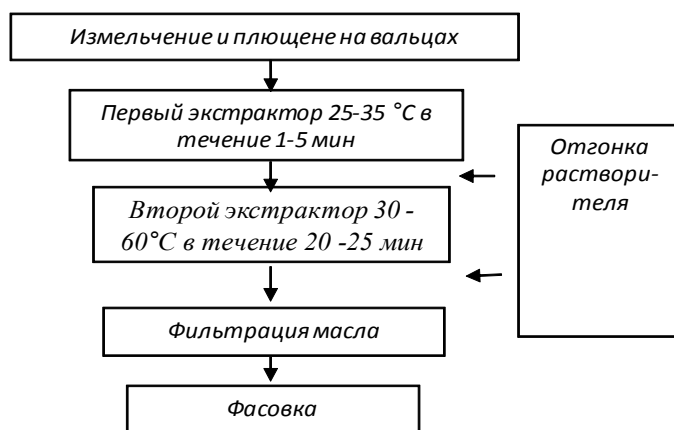 Измельчение и плющене на вальцах
Первый экстрактор 25-35 °С в
течение 1-5 мин
Отгонка
раствори-
теля
Второй экстрактор 30 -
60°С в течение 20 -25 мин
Фильтрация масла
Фасовка